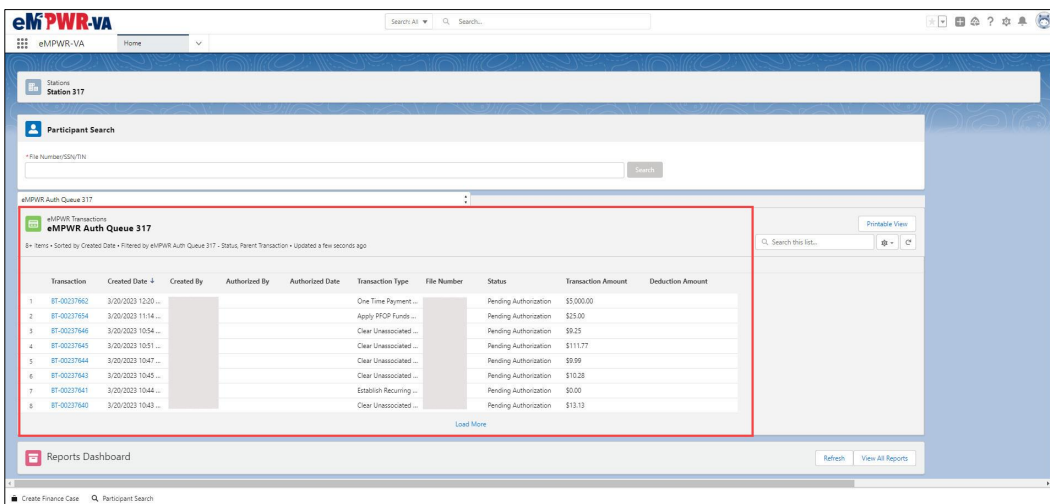 eMPWR-VA
Search: All Search...
eMPWR-VA Home
Stations
Station 317
Participant Search
*File Number/SSN/TIN
Search
eMPWR Auth Queue 317
eMPWR Transactions
eMPWR Auth Queue 317
Printable View
8+ items • Sorted by Created Date • Filtered by eMPWR Auth Queue 317 - Status, Parent Transaction • Updated a few seconds ago
Search this list...
Transaction Created Date ↓ Created By Authorized By Authorized Date Transaction Type File Number Status Transaction Amount Deduction Amount
1 BT-00237662 3/20/2023 12:20 ... One Time Payment ... Pending Authorization $5,000.00
2 BT-00237654 3/20/2023 11:14 ... Apply PFOP Funds ... Pending Authorization $25.00
3 BT-00237646 3/20/2023 10:54 ... Clear Unassociated ... Pending Authorization $9.25
4 BT-00237645 3/20/2023 10:51 ... Clear Unassociated ... Pending Authorization $111.77
5 BT-00237644 3/20/2023 10:47 ... Clear Unassociated ... Pending Authorization $9.99
6 BT-00237643 3/20/2023 10:45 ... Clear Unassociated ... Pending Authorization $10.28
7 BT-00237641 3/20/2023 10:44 ... Establish Recurring ... Pending Authorization $0.00
8 BT-00237640 3/20/2023 10:43 ... Clear Unassociated ... Pending Authorization $13.13
Load More
Reports Dashboard
Refresh View All Reports
Create Finance Case Participant Search